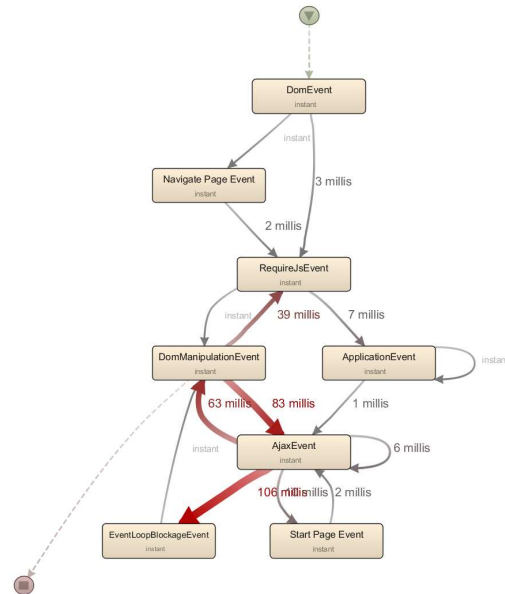 DomEvent
instant
instant
Navigate Page Event
instant
3 millis
2 millis
RequireJsEvent
instant
instant
39 millis
7 millis
DomManipulationEvent
instant
ApplicationEvent
instant
instant
63 millis
83 millis
1 millis
AjaxEvent
instant
instant
6 millis
106 millis
millis
2 millis
EventLoopBlockageEvent
instant
Start Page Event
instant